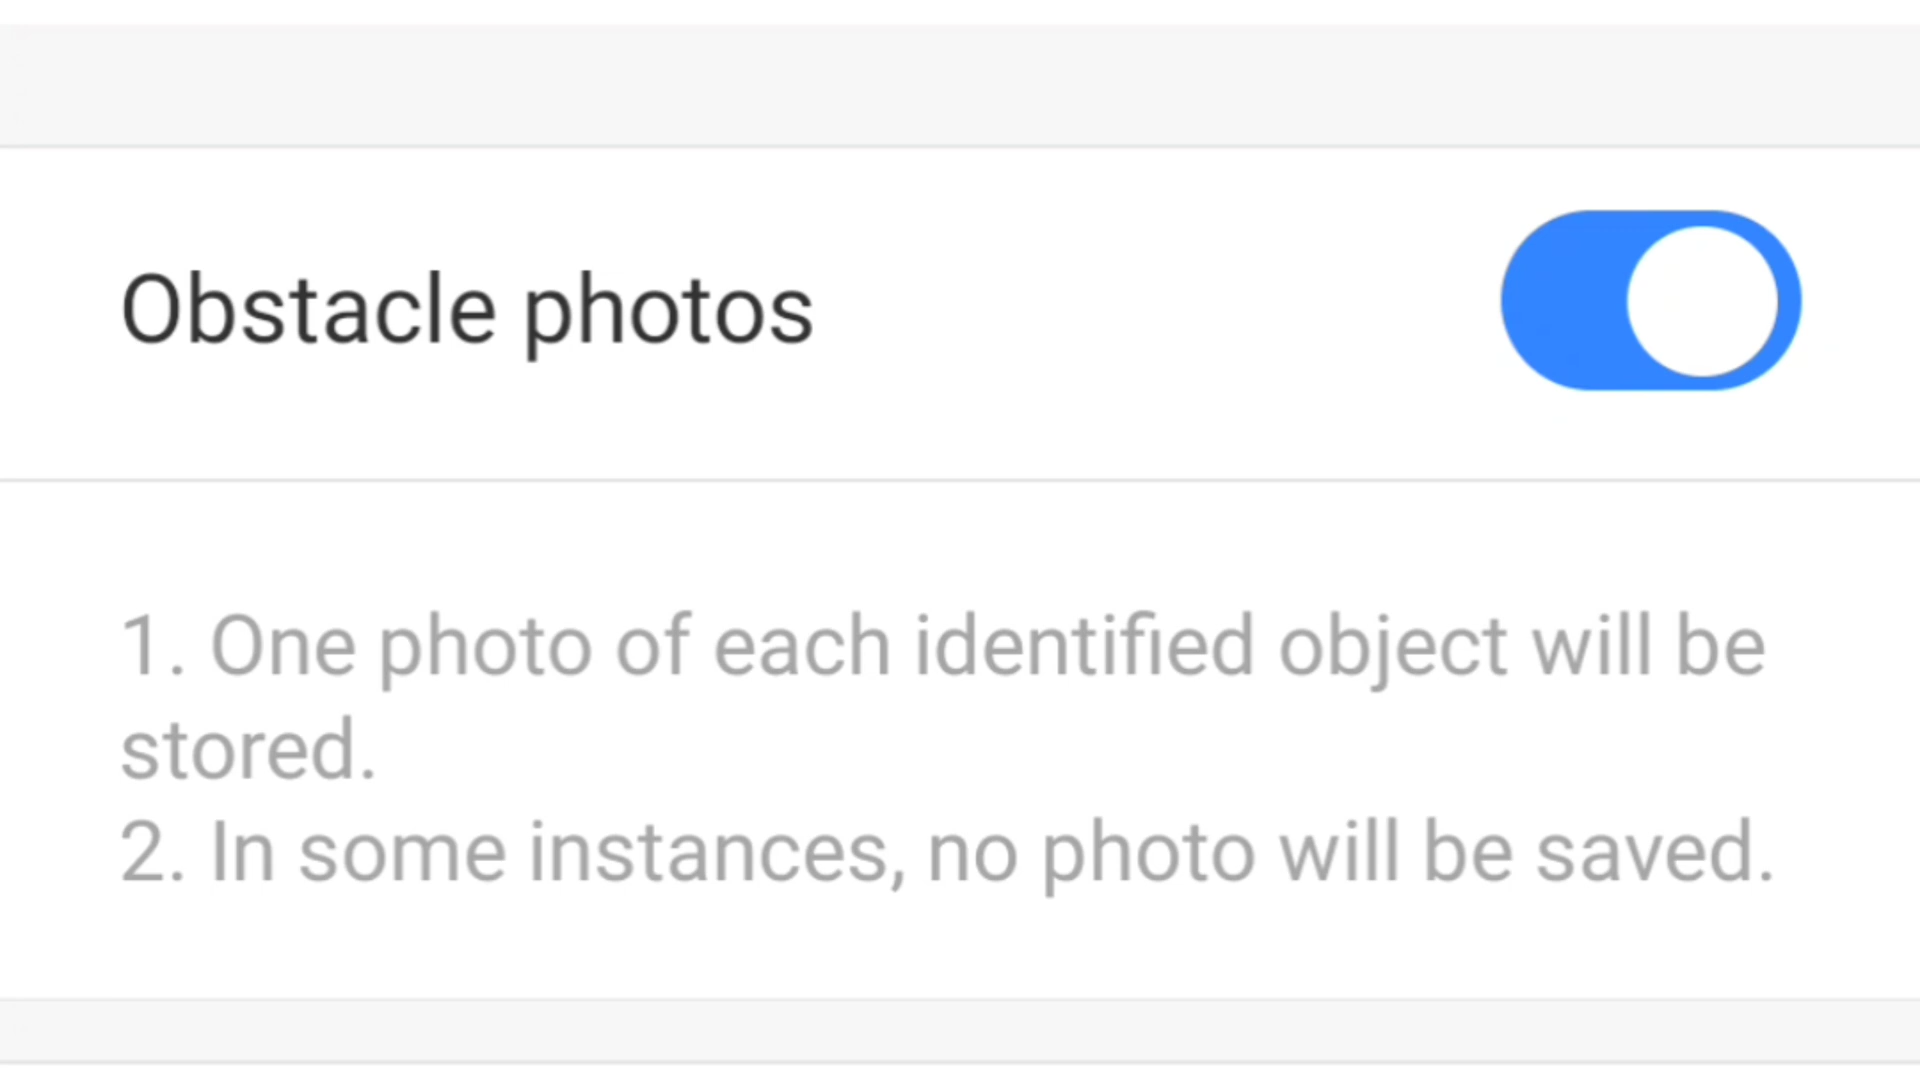 Obstacle photos
1. One photo of each identified object will be
stored.
2. In some instances, no photo will be saved.